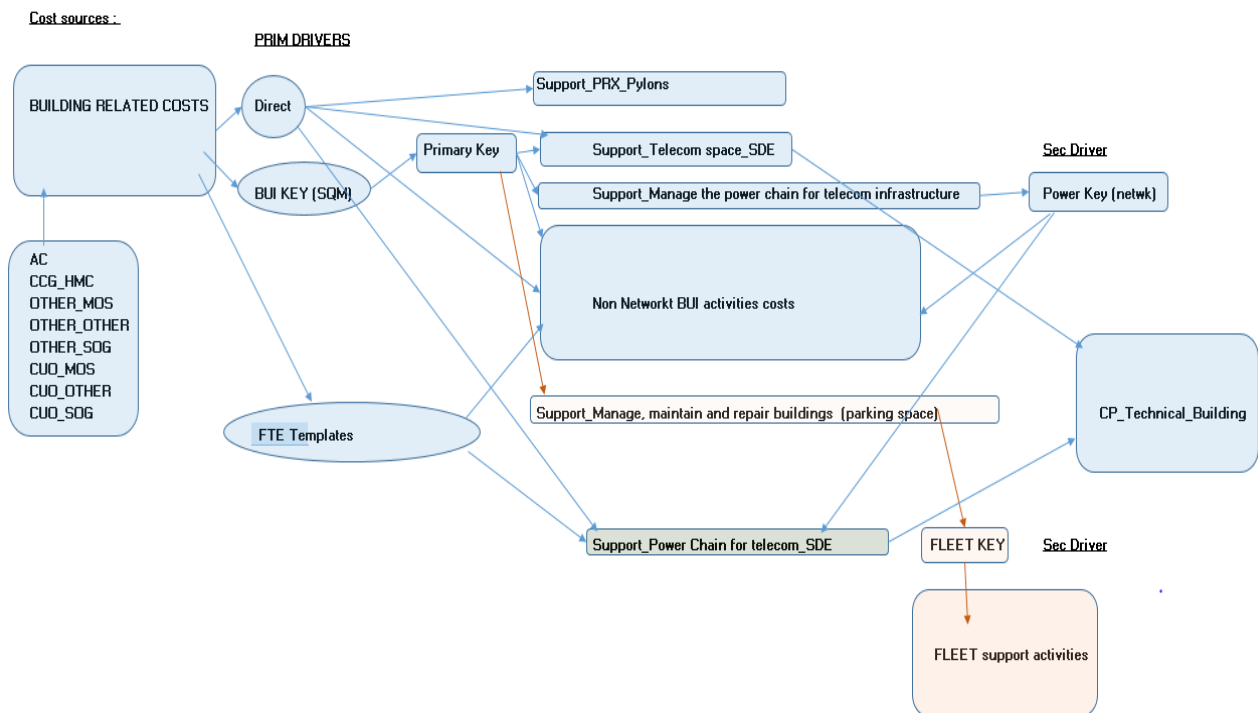 Cost sources :
PRIM DRIVERS
BUILDING RELATED COSTS
Direct
Support_PRX_Pylons
Primary Key
Support_Telecom space_SDE
Sec Driver
BUI KEY (SQM)
Support_Manage the power chain for telecom infrastructure
Power Key (netwk)
AC
CCG_HMC
OTHER_MOS
OTHER_OTHER
OTHER_SOG
CUO_MOS
CUO_OTHER
CUO_SOG
Non Networkt BUI activities costs
Support_Manage, maintain and repair buildings (parking space)
CP_Technical_Building
FTE Templates
Support_Power Chain for telecom_SDE
FLEET KEY
Sec Driver
FLEET support activities